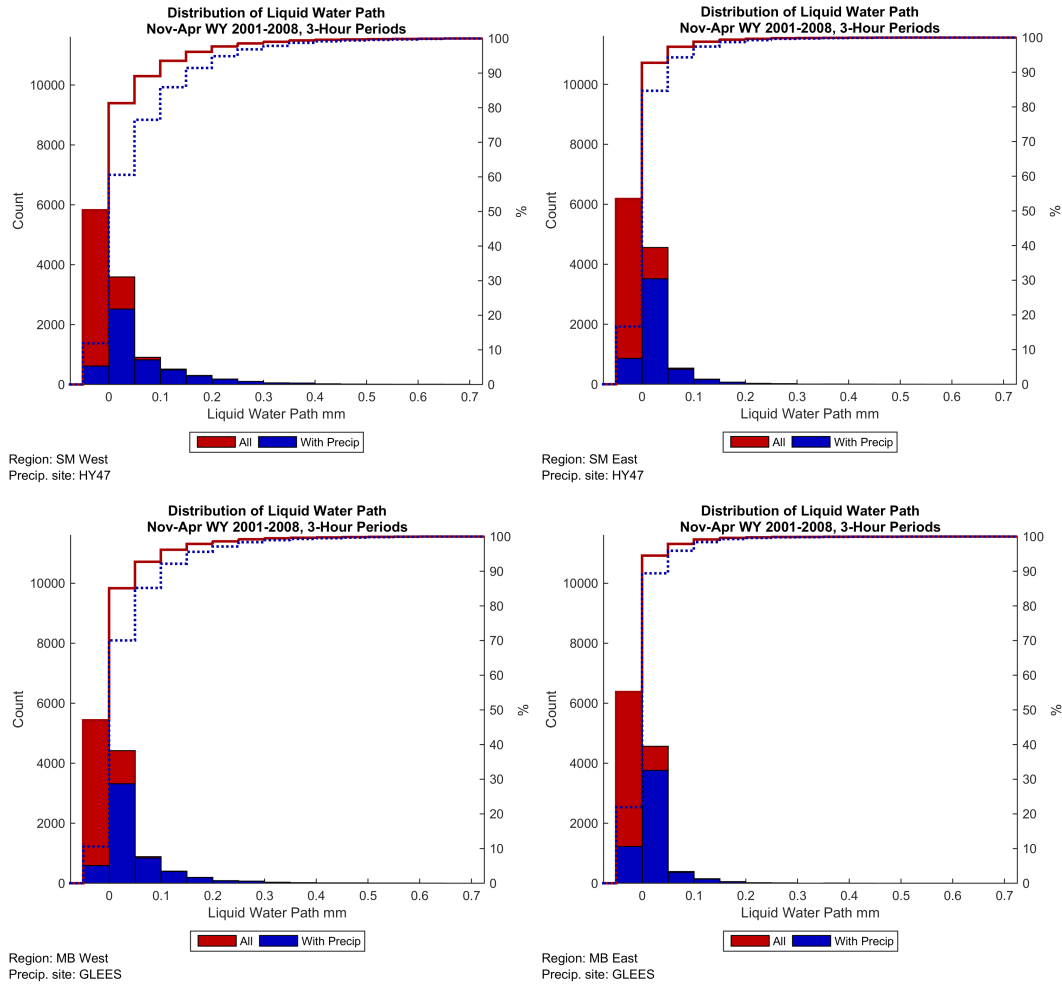 Distribution of Liquid Water Path
Nov-Apr WY 2001-2008, 3-Hour Periods
10000
8000
6000
4000
2000
0
Count
100
90
80
70
60
50
40
30
20
10
0
%
0 0.1 0.2 0.3 0.4 0.5 0.6 0.7
Liquid Water Path mm
All With Precip
Region: SM West
Precip. site: HY47
Distribution of Liquid Water Path
Nov-Apr WY 2001-2008, 3-Hour Periods
10000
8000
6000
4000
2000
0
Count
100
90
80
70
60
50
40
30
20
10
0
%
0 0.1 0.2 0.3 0.4 0.5 0.6 0.7
Liquid Water Path mm
All With Precip
Region: SM East
Precip. site: HY47
Distribution of Liquid Water Path
Nov-Apr WY 2001-2008, 3-Hour Periods
10000
8000
6000
4000
2000
0
Count
100
90
80
70
60
50
40
30
20
10
0
%
0 0.1 0.2 0.3 0.4 0.5 0.6 0.7
Liquid Water Path mm
All With Precip
Region: MB West
Precip. site: GLEES
Distribution of Liquid Water Path
Nov-Apr WY 2001-2008, 3-Hour Periods
10000
8000
6000
4000
2000
0
Count
100
90
80
70
60
50
40
30
20
10
0
%
0 0.1 0.2 0.3 0.4 0.5 0.6 0.7
Liquid Water Path mm
All With Precip
Region: MB East
Precip. site: GLEES